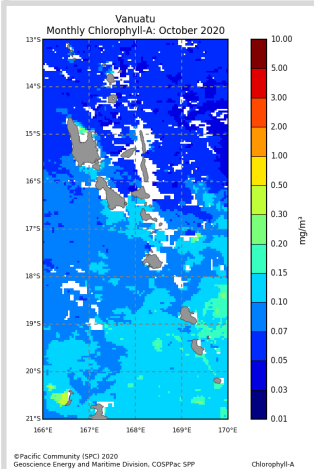 Vanuatu
Monthly Chlorophyll-A: October 2020
13°S
14°S
15°S
16°S
17°S
18°S
19°S
20°S
21°S
166°E
167°E
168°E
169°E
170°E
10.00
5.00
3.00
2.00
1.00
0.50
0.30
0.20
0.15
0.10
0.07
0.05
0.03
0.01
mg/m³
©Pacific Community (SPC) 2020
Geoscience Energy and Maritime Division, COSPPac SPP
Chlorophyll-A